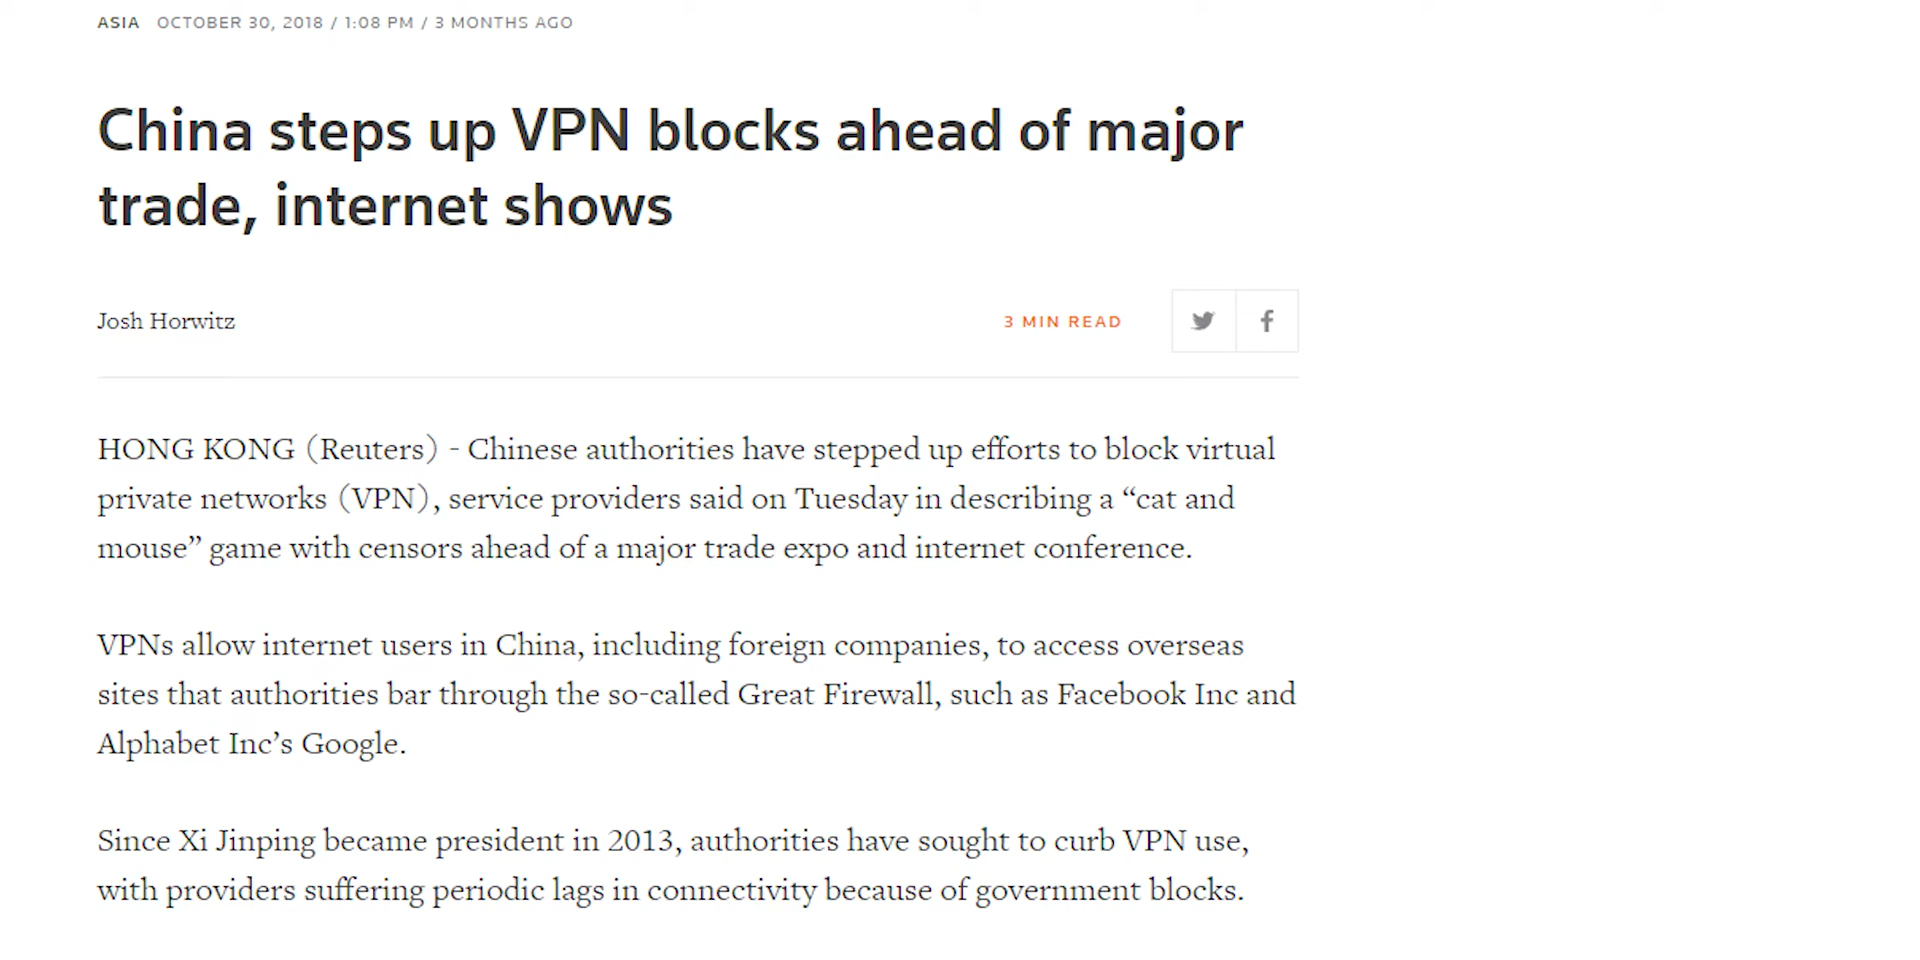 ASIA OCTOBER 30, 2018 / 1:08 PM / 3 MONTHS AGO
China steps up VPN blocks ahead of major
trade, internet shows
Josh Horwitz
3 MIN READ
HONG KONG (Reuters) - Chinese authorities have stepped up efforts to block virtual
private networks (VPN), service providers said on Tuesday in describing a “cat and
mouse” game with censors ahead of a major trade expo and internet conference.
VPNs allow internet users in China, including foreign companies, to access overseas
sites that authorities bar through the so-called Great Firewall, such as Facebook Inc and
Alphabet Inc’s Google.
Since Xi Jinping became president in 2013, authorities have sought to curb VPN use,
with providers suffering periodic lags in connectivity because of government blocks.